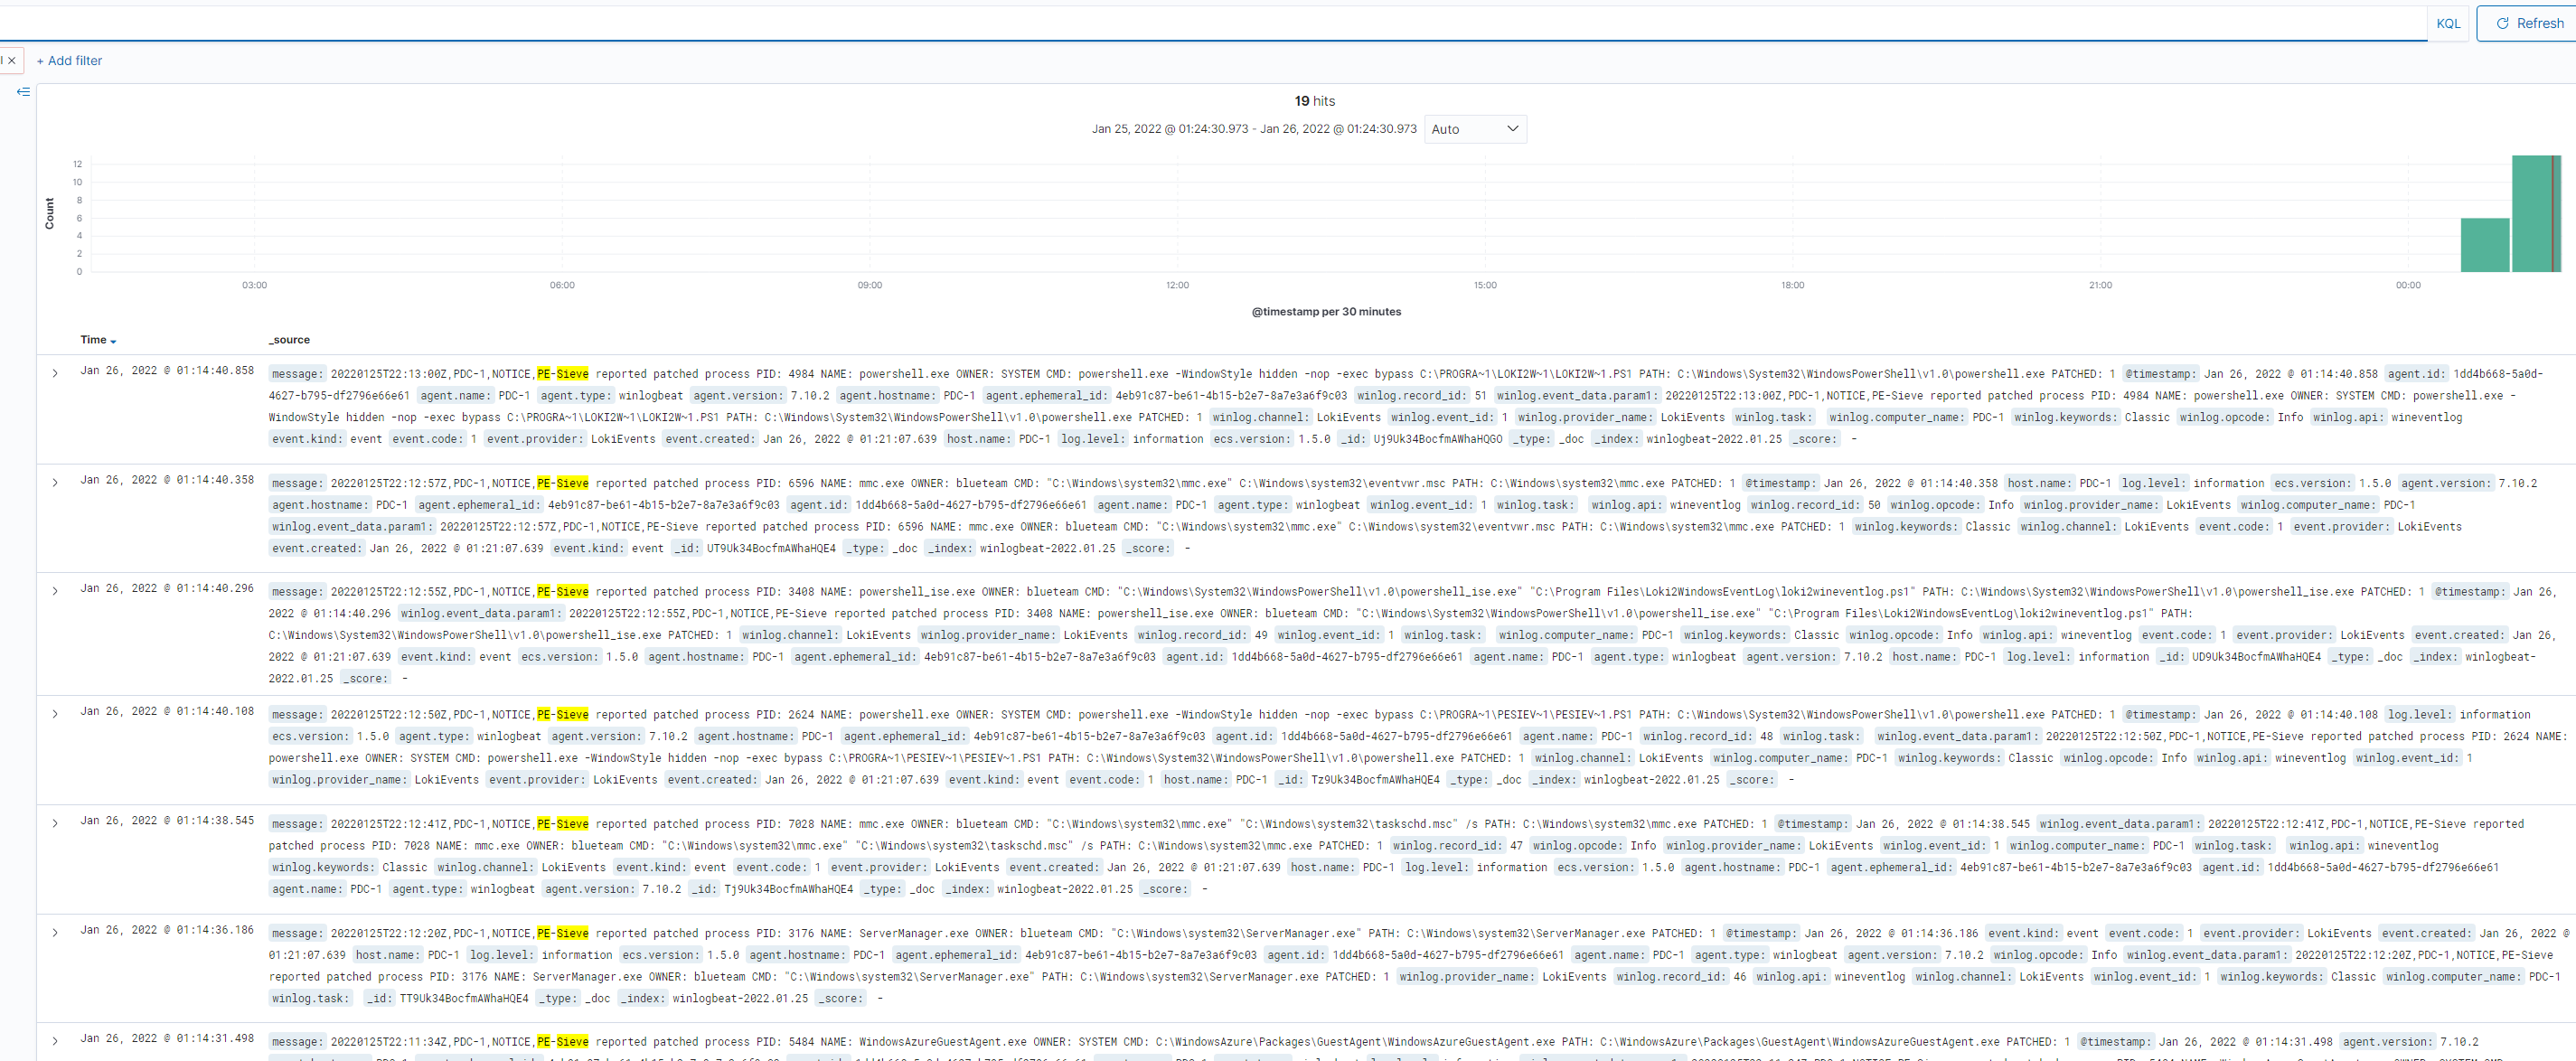 KQL
Refresh
+ Add filter
19 hits
Jan 25, 2022 @ 01:24:30.973 - Jan 26, 2022 @ 01:24:30.973 Auto
Count
12
10
8
6
4
2
0
03:00 06:00 09:00 12:00 15:00 18:00 21:00 00:00
@timestamp per 30 minutes
Time _source
Jan 26, 2022 @ 01:14:40.858 message: 20220125T22:13:00Z,PDC-1,NOTICE,PE-Sieve reported patched process PID: 4984 NAME: powershell.exe OWNER: SYSTEM CMD: powershell.exe -WindowStyle hidden -nop -exec bypass C:\PROGRA~1\LOKI2W~1\LOKI2W~1.PS1 PATH: C:\Windows\System32\WindowsPowerShell\v1.0\powershell.exe PATCHED: 1 @timestamp: Jan 26, 2022 @ 01:14:40.858 agent.id: 1dd4b668-5a0d-
4627-b795-df2796e66e61 agent.name: PDC-1 agent.type: winlogbeat agent.version: 7.10.2 agent.hostname: PDC-1 agent.ephemeral_id: 4eb91c87-be61-4b15-b2e7-8a7e3a6f9c03 winlog.record_id: 51 winlog.event_data.param1: 20220125T22:13:00Z,PDC-1,NOTICE,PE-Sieve reported patched process PID: 4984 NAME: powershell.exe OWNER: SYSTEM CMD: powershell.exe -
WindowStyle hidden -nop -exec bypass C:\PROGRA~1\LOKI2W~1\LOKI2W~1.PS1 PATH: C:\Windows\System32\WindowsPowerShell\v1.0\powershell.exe PATCHED: 1 winlog.channel: LokiEvents winlog.event_id: 1 winlog.provider_name: LokiEvents winlog.task: winlog.computer_name: PDC-1 winlog.keywords: Classic winlog.opcode: Info winlog.api: wineventlog
event.kind: event event.code: 1 event.provider: LokiEvents event.created: Jan 26, 2022 @ 01:21:07.639 host.name: PDC-1 log.level: information ecs.version: 1.5.0 _id: Uj9Uk34BocfmAWhaHQGO _type: _doc _index: winlogbeat-2022.01.25 _score: -
Jan 26, 2022 @ 01:14:40.358 message: 20220125T22:12:57Z,PDC-1,NOTICE,PE-Sieve reported patched process PID: 6596 NAME: mmc.exe OWNER: blueteam CMD: "C:\Windows\system32\mmc.exe" C:\Windows\system32\eventvwr.msc PATH: C:\Windows\system32\mmc.exe PATCHED: 1 @timestamp: Jan 26, 2022 @ 01:14:40.358 host.name: PDC-1 log.level: information ecs.version: 1.5.0 agent.version: 7.10.2
agent.hostname: PDC-1 agent.ephemeral_id: 4eb91c87-be61-4b15-b2e7-8a7e3a6f9c03 agent.id: 1dd4b668-5a0d-4627-b795-df2796e66e61 agent.name: PDC-1 agent.type: winlogbeat winlog.event_id: 1 winlog.task: winlog.api: wineventlog winlog.record_id: 50 winlog.opcode: Info winlog.provider_name: LokiEvents winlog.computer_name: PDC-1
winlog.event_data.param1: 20220125T22:12:57Z,PDC-1,NOTICE,PE-Sieve reported patched process PID: 6596 NAME: mmc.exe OWNER: blueteam CMD: "C:\Windows\system32\mmc.exe" C:\Windows\system32\eventvwr.msc PATH: C:\Windows\system32\mmc.exe PATCHED: 1 winlog.keywords: Classic winlog.channel: LokiEvents event.code: 1 event.provider: LokiEvents
event.created: Jan 26, 2022 @ 01:21:07.639 event.kind: event _id: UT9Uk34BocfmAWhaHQE4 _type: _doc _index: winlogbeat-2022.01.25 _score: -
Jan 26, 2022 @ 01:14:40.296 message: 20220125T22:12:55Z,PDC-1,NOTICE,PE-Sieve reported patched process PID: 3408 NAME: powershell_ise.exe OWNER: blueteam CMD: "C:\Windows\System32\WindowsPowerShell\v1.0\powershell_ise.exe" "C:\Program Files\Loki2WindowsEventLog\loki2wineventlog.ps1" PATH: C:\Windows\System32\WindowsPowerShell\v1.0\powershell_ise.exe PATCHED: 1 @timestamp: Jan 26,
2022 @ 01:14:40.296 winlog.event_data.param1: 20220125T22:12:55Z,PDC-1,NOTICE,PE-Sieve reported patched process PID: 3408 NAME: powershell_ise.exe OWNER: blueteam CMD: "C:\Windows\System32\WindowsPowerShell\v1.0\powershell_ise.exe" "C:\Program Files\Loki2WindowsEventLog\loki2wineventlog.ps1" PATH:
C:\Windows\System32\WindowsPowerShell\v1.0\powershell_ise.exe PATCHED: 1 winlog.channel: LokiEvents winlog.provider_name: LokiEvents winlog.record_id: 49 winlog.event_id: 1 winlog.task: winlog.computer_name: PDC-1 winlog.keywords: Classic winlog.opcode: Info winlog.api: wineventlog event.code: 1 event.provider: LokiEvents event.created: Jan 26,
2022 @ 01:21:07.639 event.kind: event ecs.version: 1.5.0 agent.hostname: PDC-1 agent.ephemeral_id: 4eb91c87-be61-4b15-b2e7-8a7e3a6f9c03 agent.id: 1dd4b668-5a0d-4627-b795-df2796e66e61 agent.name: PDC-1 agent.type: winlogbeat agent.version: 7.10.2 host.name: PDC-1 log.level: information _id: UD9Uk34BocfmAWhaHQE4 _type: _doc _index: winlogbeat-
2022.01.25 _score: -
Jan 26, 2022 @ 01:14:40.108 message: 20220125T22:12:50Z,PDC-1,NOTICE,PE-Sieve reported patched process PID: 2624 NAME: powershell.exe OWNER: SYSTEM CMD: powershell.exe -WindowStyle hidden -nop -exec bypass C:\PROGRA~1\PESIEV~1\PESIEV~1.PS1 PATH: C:\Windows\System32\WindowsPowerShell\v1.0\powershell.exe PATCHED: 1 @timestamp: Jan 26, 2022 @ 01:14:40.108 log.level: information
ecs.version: 1.5.0 agent.type: winlogbeat agent.version: 7.10.2 agent.hostname: PDC-1 agent.ephemeral_id: 4eb91c87-be61-4b15-b2e7-8a7e3a6f9c03 agent.id: 1dd4b668-5a0d-4627-b795-df2796e66e61 agent.name: PDC-1 winlog.record_id: 48 winlog.task: winlog.event_data.param1: 20220125T22:12:50Z,PDC-1,NOTICE,PE-Sieve reported patched process PID: 2624 NAME:
powershell.exe OWNER: SYSTEM CMD: powershell.exe -WindowStyle hidden -nop -exec bypass C:\PROGRA~1\PESIEV~1\PESIEV~1.PS1 PATH: C:\Windows\System32\WindowsPowerShell\v1.0\powershell.exe PATCHED: 1 winlog.channel: LokiEvents winlog.computer_name: PDC-1 winlog.keywords: Classic winlog.opcode: Info winlog.api: wineventlog winlog.event_id: 1
winlog.provider_name: LokiEvents event.provider: LokiEvents event.created: Jan 26, 2022 @ 01:21:07.639 event.kind: event event.code: 1 host.name: PDC-1 _id: Tz9Uk34BocfmAWhaHQE4 _type: _doc _index: winlogbeat-2022.01.25 _score: -
Jan 26, 2022 @ 01:14:38.545 message: 20220125T22:12:41Z,PDC-1,NOTICE,PE-Sieve reported patched process PID: 7028 NAME: mmc.exe OWNER: blueteam CMD: "C:\Windows\system32\mmc.exe" "C:\Windows\system32\taskschd.msc" /s PATH: C:\Windows\system32\mmc.exe PATCHED: 1 @timestamp: Jan 26, 2022 @ 01:14:38.545 winlog.event_data.param1: 20220125T22:12:41Z,PDC-1,NOTICE,PE-Sieve reported
patched process PID: 7028 NAME: mmc.exe OWNER: blueteam CMD: "C:\Windows\system32\mmc.exe" "C:\Windows\system32\taskschd.msc" /s PATH: C:\Windows\system32\mmc.exe PATCHED: 1 winlog.record_id: 47 winlog.opcode: Info winlog.provider_name: LokiEvents winlog.event_id: 1 winlog.computer_name: PDC-1 winlog.task: winlog.api: wineventlog
winlog.keywords: Classic winlog.channel: LokiEvents event.kind: event event.code: 1 event.provider: LokiEvents event.created: Jan 26, 2022 @ 01:21:07.639 host.name: PDC-1 log.level: information ecs.version: 1.5.0 agent.hostname: PDC-1 agent.ephemeral_id: 4eb91c87-be61-4b15-b2e7-8a7e3a6f9c03 agent.id: 1dd4b668-5a0d-4627-b795-df2796e66e61
agent.name: PDC-1 agent.type: winlogbeat agent.version: 7.10.2 _id: Tj9Uk34BocfmAWhaHQE4 _type: _doc _index: winlogbeat-2022.01.25 _score: -
Jan 26, 2022 @ 01:14:36.186 message: 20220125T22:12:20Z,PDC-1,NOTICE,PE-Sieve reported patched process PID: 3176 NAME: ServerManager.exe OWNER: blueteam CMD: "C:\Windows\system32\ServerManager.exe" PATH: C:\Windows\system32\ServerManager.exe PATCHED: 1 @timestamp: Jan 26, 2022 @ 01:14:36.186 event.kind: event event.code: 1 event.provider: LokiEvents event.created: Jan 26, 2022 @
01:21:07.639 host.name: PDC-1 log.level: information ecs.version: 1.5.0 agent.hostname: PDC-1 agent.ephemeral_id: 4eb91c87-be61-4b15-b2e7-8a7e3a6f9c03 agent.id: 1dd4b668-5a0d-4627-b795-df2796e66e61 agent.name: PDC-1 agent.type: winlogbeat agent.version: 7.10.2 winlog.opcode: Info winlog.event_data.param1: 20220125T22:12:20Z,PDC-1,NOTICE,PE-Sieve
reported patched process PID: 3176 NAME: ServerManager.exe OWNER: blueteam CMD: "C:\Windows\system32\ServerManager.exe" PATH: C:\Windows\system32\ServerManager.exe PATCHED: 1 winlog.provider_name: LokiEvents winlog.record_id: 46 winlog.api: wineventlog winlog.channel: LokiEvents winlog.event_id: 1 winlog.keywords: Classic winlog.computer_name: PDC-1
winlog.task: _id: TT9Uk34BocfmAWhaHQE4 _type: _doc _index: winlogbeat-2022.01.25 _score: -
Jan 26, 2022 @ 01:14:31.498 message: 20220125T22:11:34Z,PDC-1,NOTICE,PE-Sieve reported patched process PID: 5484 NAME: WindowsAzureGuestAgent.exe OWNER: SYSTEM CMD: C:\WindowsAzure\Packages\GuestAgent\WindowsAzureGuestAgent.exe PATH: C:\WindowsAzure\Packages\GuestAgent\WindowsAzureGuestAgent.exe PATCHED: 1 @timestamp: Jan 26, 2022 @ 01:14:31.498 agent.version: 7.10.2